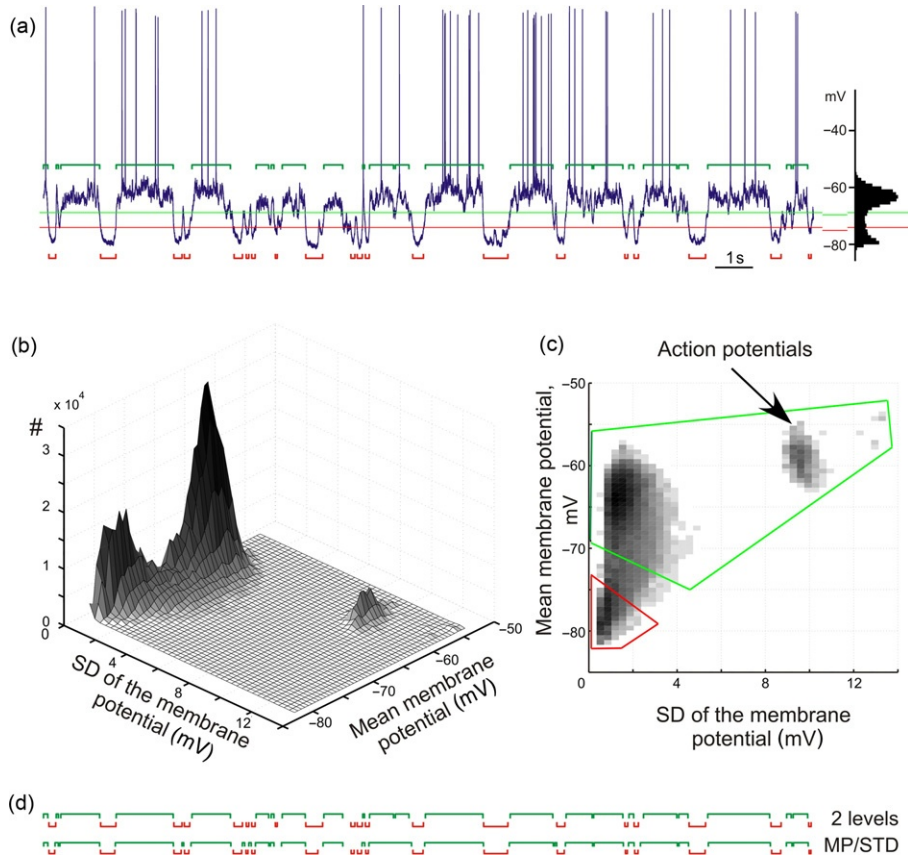 (a)
mV
−40
−60
−80
1s
(b)
#
x 10⁴
3
2
1
0
0
4
8
12
SD of the membrane
potential (mV)
−80
−70
−60
−50
Mean membrane
potential (mV)
(c)
Action potentials
−50
−60
−70
−80
Mean membrane potential,
mV
0
4
8
12
SD of the membrane
potential (mV)
(d)
2 levels
MP/STD